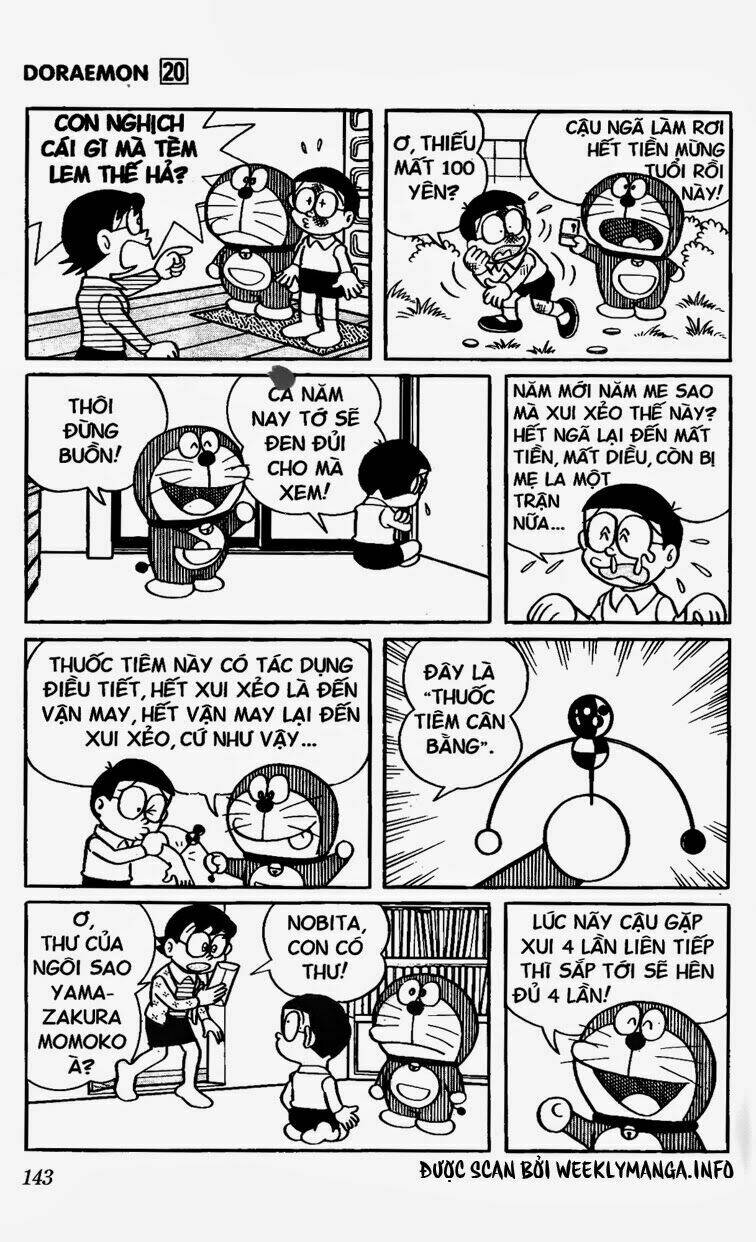 DORAEMON 20
CẬU NGÃ LÀM RƠI
HẾT TIỀN MỪNG
TUỔI RỒI
NÀY!
Ơ, THIẾU
MẤT 100
YÊN?
CON NGHỊCH
CÁI GÌ MÀ TÈM
LEM THẾ HẢ?
NĂM MỚI NĂM ME SAO
MÀ XUI XẺO THẾ NÀY?
HẾT NGÃ LẠI ĐẾN MẤT
TIỀN, MẤT DIỀU, CÒN BỊ
MẸ LA MỘT
TRẬN
NỮA...
CẢ NĂM
NAY TỚ SẼ
ĐEN ĐỦI
CHO MÀ
XEM!
THÔI
ĐỪNG
BUỒN!
ĐÂY LÀ
"THUỐC
TIÊM CÂN
BẰNG".
THUỐC TIÊM NÀY CÓ TÁC DỤNG
ĐIỀU TIẾT, HẾT XUI XẺO LÀ ĐẾN
VẬN MAY, HẾT VẬN MAY LẠI ĐẾN
XUI XẺO, CỨ NHƯ VẬY...
LÚC NÃY CẬU GẶP
XUI 4 LẦN LIÊN TIẾP
THÌ SẮP TỚI SẼ HÊN
ĐỦ 4 LẦN!
NOBITA,
CON CÓ
THƯ!
Ơ,
THƯ CỦA
NGÔI SAO
YAMA-
ZAKURA
MOMOKO
À?
143
ĐƯỢC SCAN BỞI WEEKLYMANGA.INFO